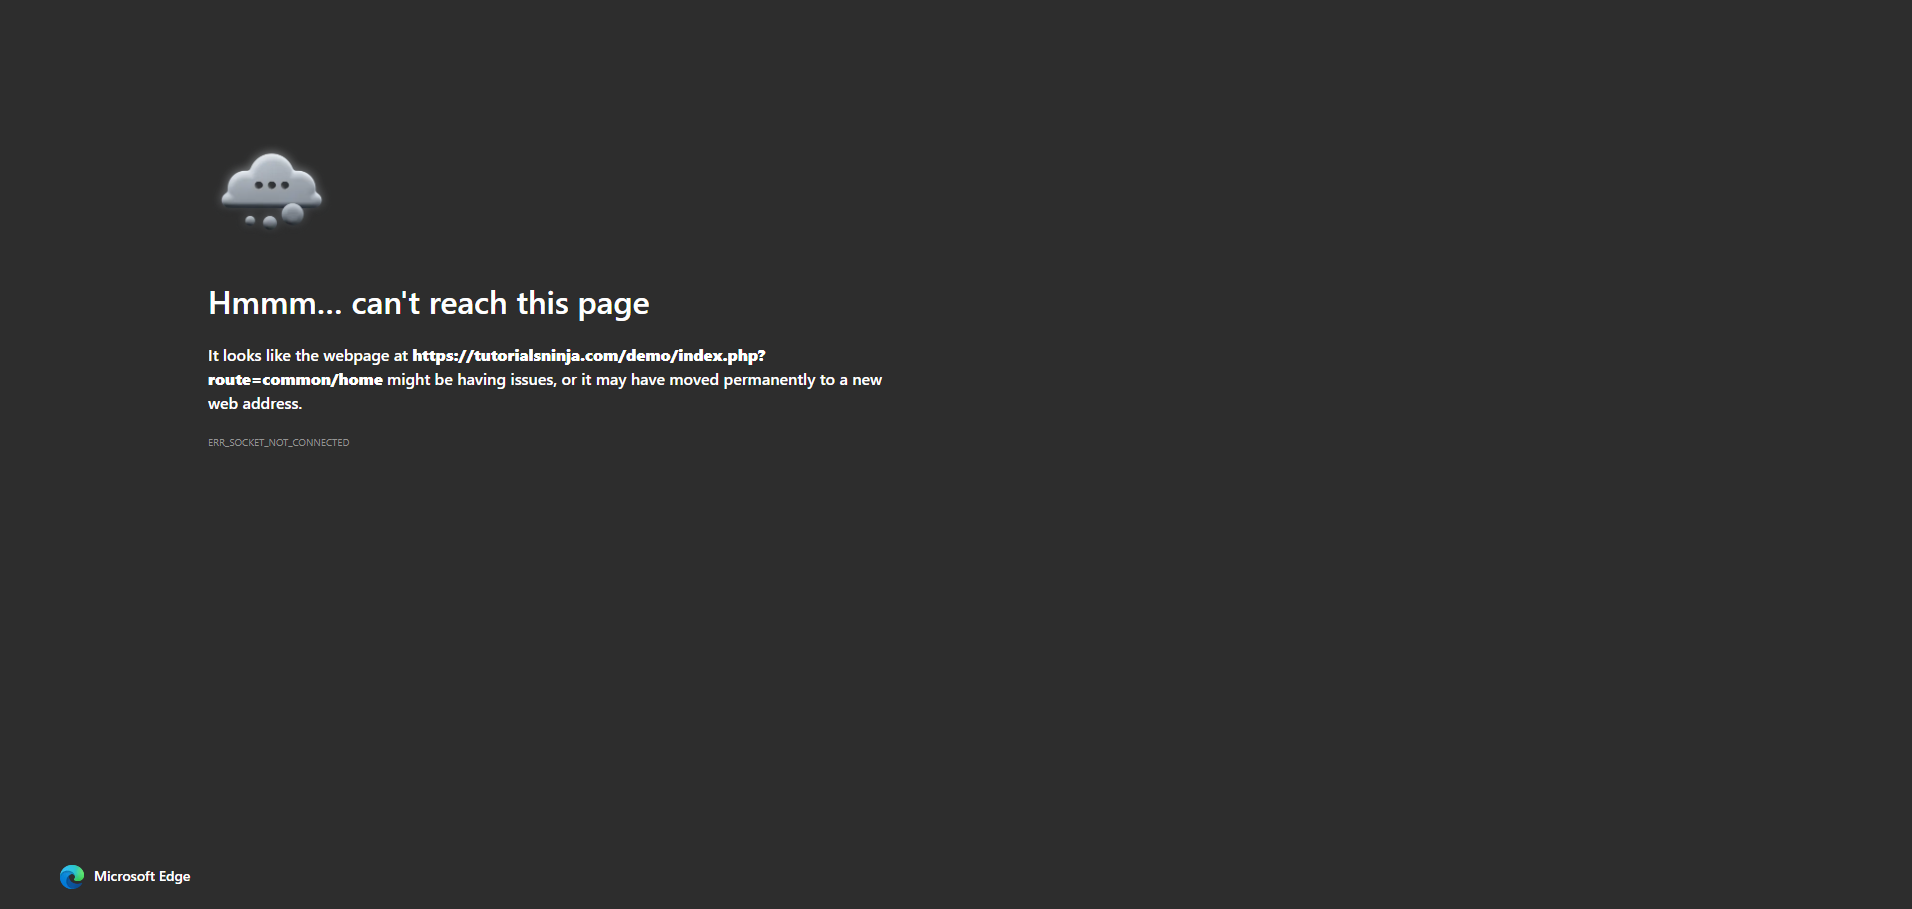 Hmmm... can't reach this page
It looks like the webpage at https://tutorialsninja.com/demo/index.php?
route=common/home might be having issues, or it may have moved permanently to a new
web address.
ERR_SOCKET_NOT_CONNECTED
Microsoft Edge